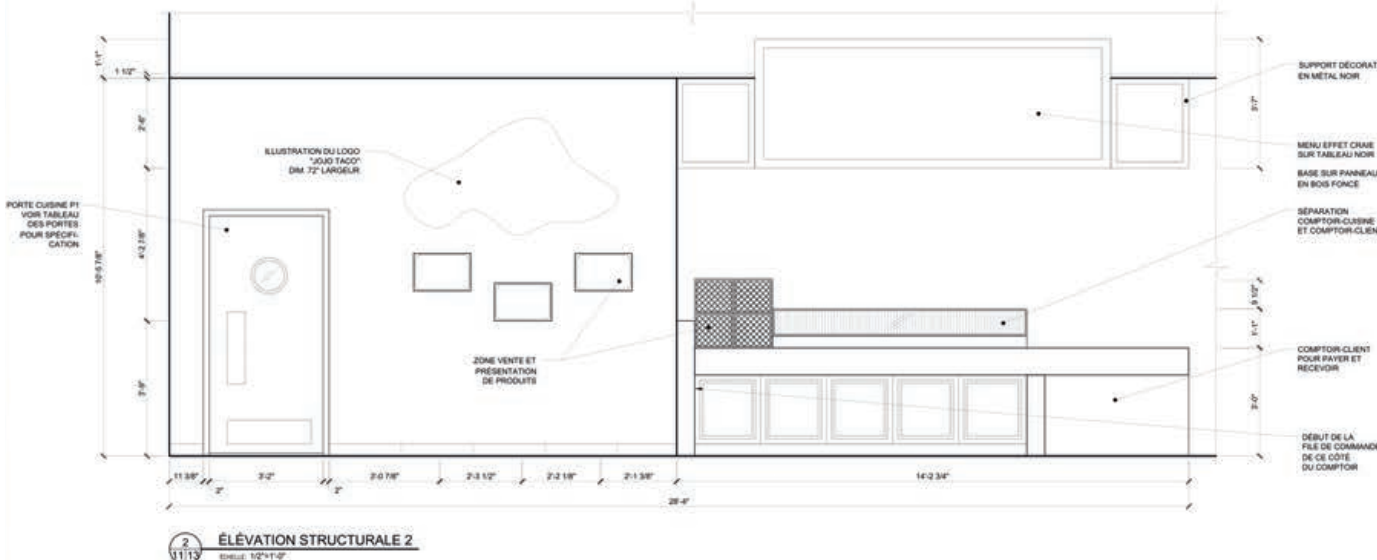 1'-1"
1 1/2"
2'-6"
10'-5 7/8"
4'-2 7/8"
3'-9"
PORTE CUISINE P1
VOIR TABLEAU
DES PORTES
POUR SPÉCIFI-
CATION
ILLUSTRATION DU LOGO
"JOJO TACO"
DIM. 72" LARGEUR
ZONE VENTE ET
PRÉSENTATION
DE PRODUITS
SUPPORT DÉCORAT
EN MÉTAL NOIR
3'-7"
MENU EFFET CRAIE
SUR TABLEAU NOIR
BASE SUR PANNEAU
EN BOIS FONCÉ
SÉPARATION
COMPTOIR-CUISINE
ET COMPTOIR-CLIEN
9 1/2"
1'-1"
3'-0"
COMPTOIR-CLIENT
POUR PAYER ET
RECEVOIR
DÉBUT DE LA
FILE DE COMMANDE
DE CE CÔTÉ
DU COMPTOIR
11 3/8"
2"
3'-2"
2"
3'-0 7/8"
2'-3 1/2"
2'-2 1/8"
2'-1 3/8"
14'-2 3/4"
28'-4"
2
11|13
ÉLÉVATION STRUCTURALE 2
ÉCHELLE: 1/2"=1'-0"